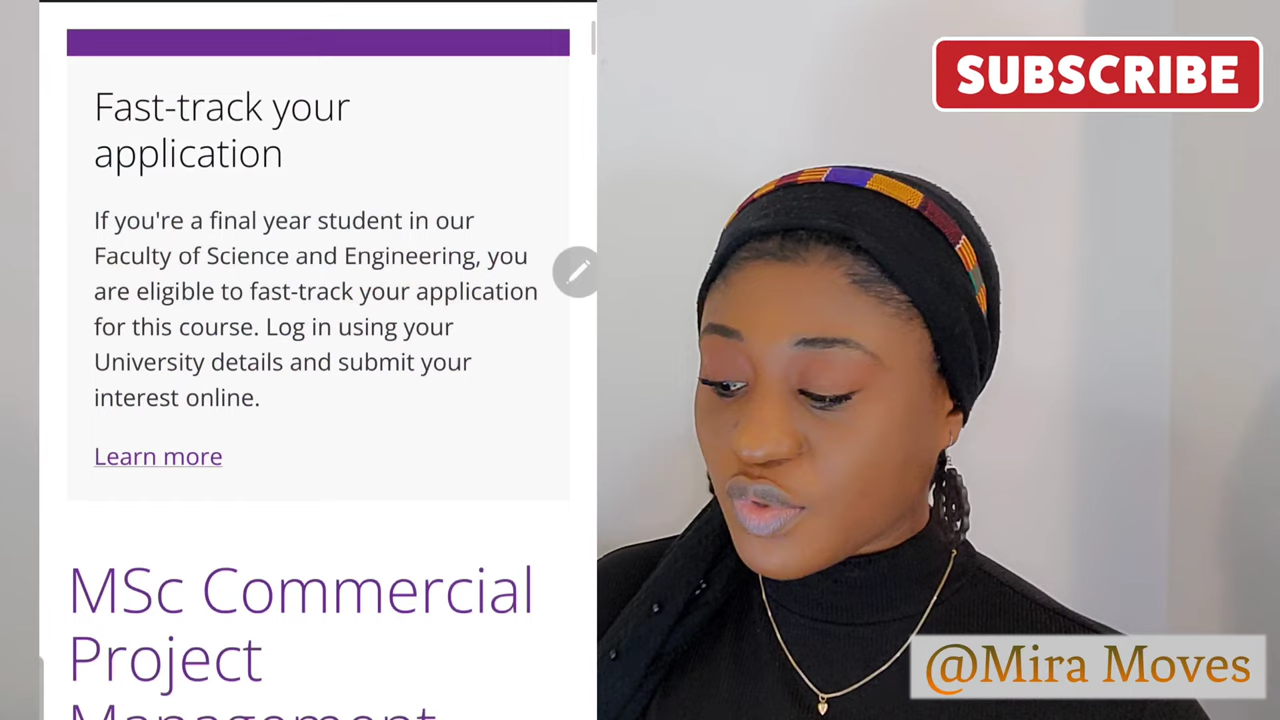 Fast-track your
application
If you're a final year student in our
Faculty of Science and Engineering, you
are eligible to fast-track your application
for this course. Log in using your
University details and submit your
interest online.
Learn more
MSc Commercial
Project
Management
SUBSCRIBE
@Mira Moves